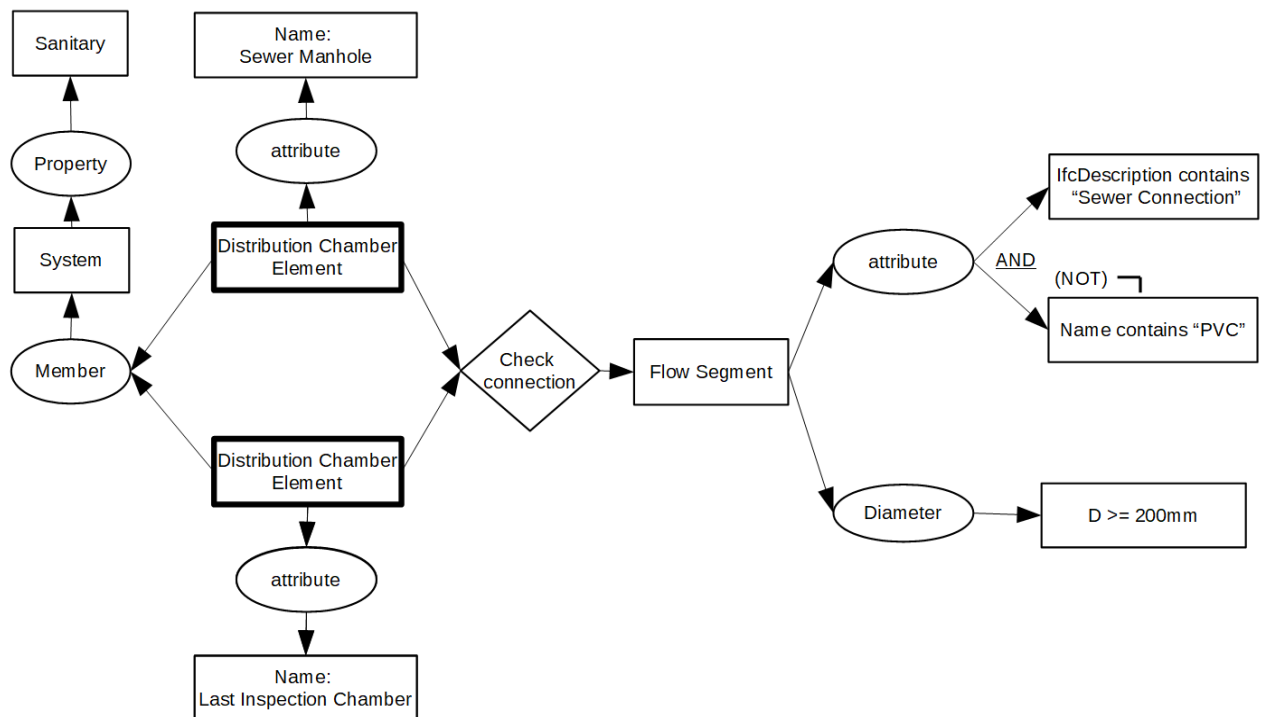 Sanitary
Name:
Sewer Manhole
Property
attribute
System
Distribution Chamber
Element
Member
Check
connection
Flow Segment
attribute
IfcDescription contains
“Sewer Connection”
AND
(NOT)
Name contains “PVC”
Distribution Chamber
Element
Diameter
D >= 200mm
attribute
Name:
Last Inspection Chamber